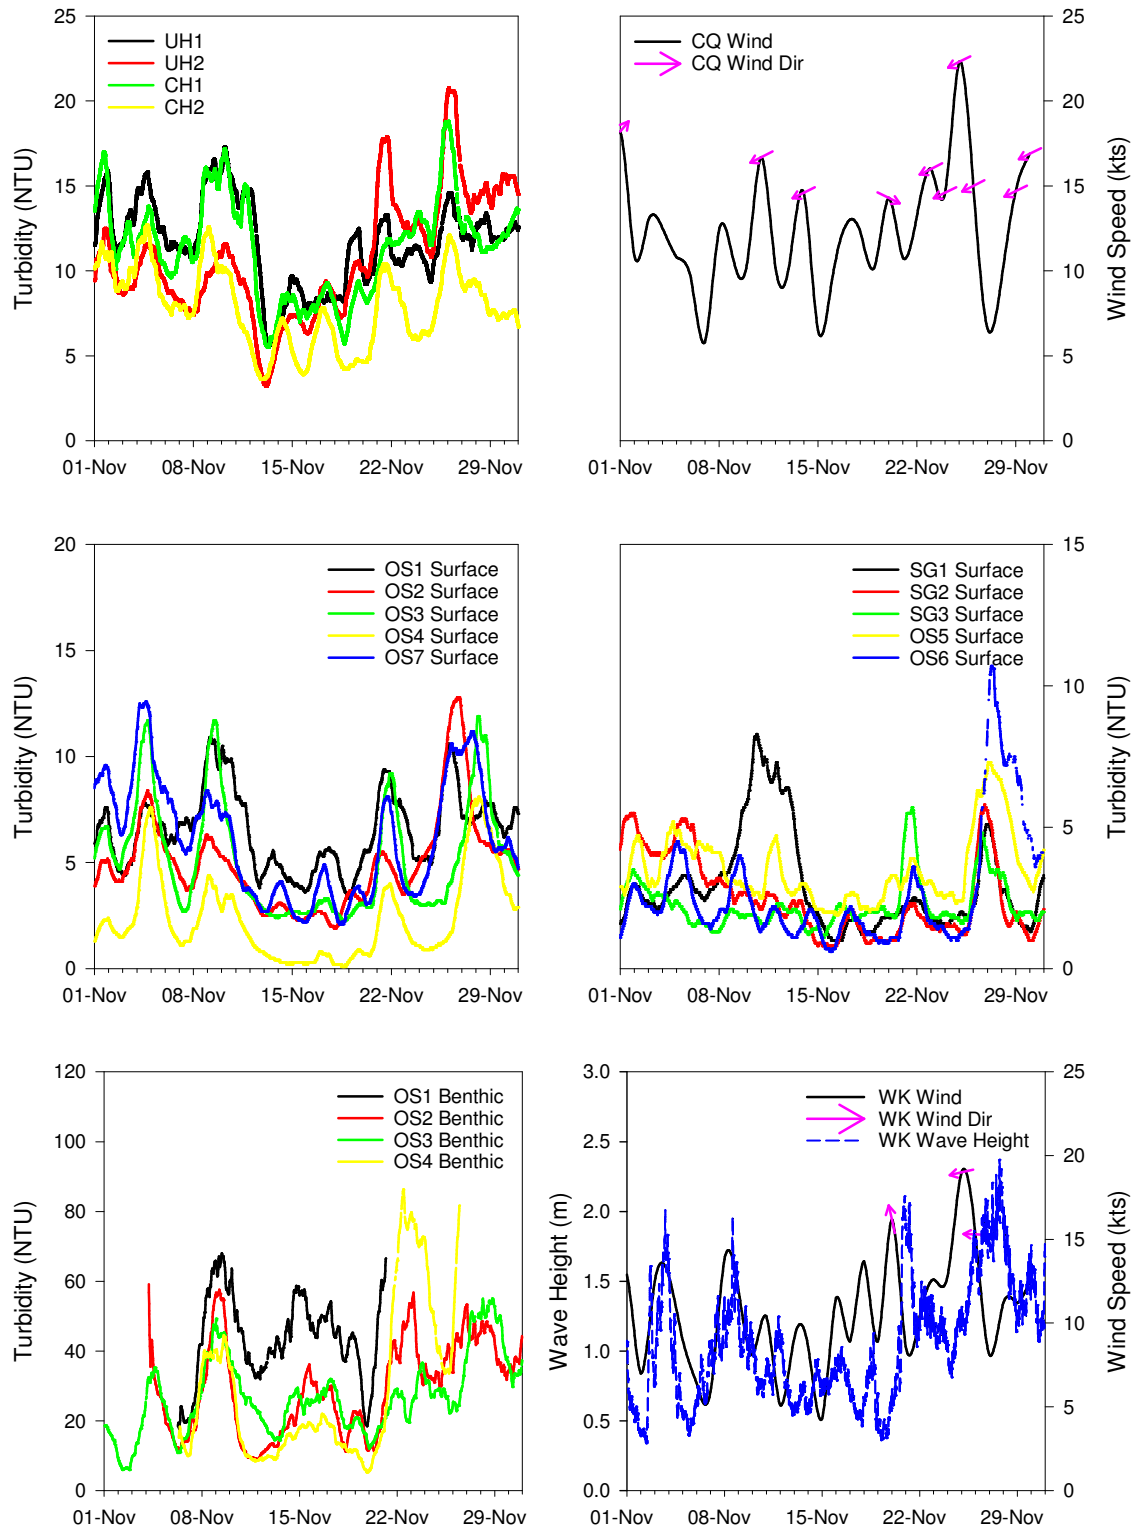 25
20
15
10
5
0
Turbidity (NTU)
UH1
UH2
CH1
CH2
01-Nov 08-Nov 15-Nov 22-Nov 29-Nov
CQ Wind
CQ Wind Dir
25
20
15
10
5
0
Wind Speed (kts)
01-Nov 08-Nov 15-Nov 22-Nov 29-Nov
20
15
10
5
0
Turbidity (NTU)
OS1 Surface
OS2 Surface
OS3 Surface
OS4 Surface
OS7 Surface
01-Nov 08-Nov 15-Nov 22-Nov 29-Nov
SG1 Surface
SG2 Surface
SG3 Surface
OS5 Surface
OS6 Surface
15
10
5
0
Turbidity (NTU)
01-Nov 08-Nov 15-Nov 22-Nov 29-Nov
120
100
80
60
40
20
0
Turbidity (NTU)
OS1 Benthic
OS2 Benthic
OS3 Benthic
OS4 Benthic
01-Nov 08-Nov 15-Nov 22-Nov 29-Nov
3.0
2.5
2.0
1.5
1.0
0.5
0.0
Wave Height (m)
WK Wind
WK Wind Dir
WK Wave Height
25
20
15
10
5
0
Wind Speed (kts)
01-Nov 08-Nov 15-Nov 22-Nov 29-Nov